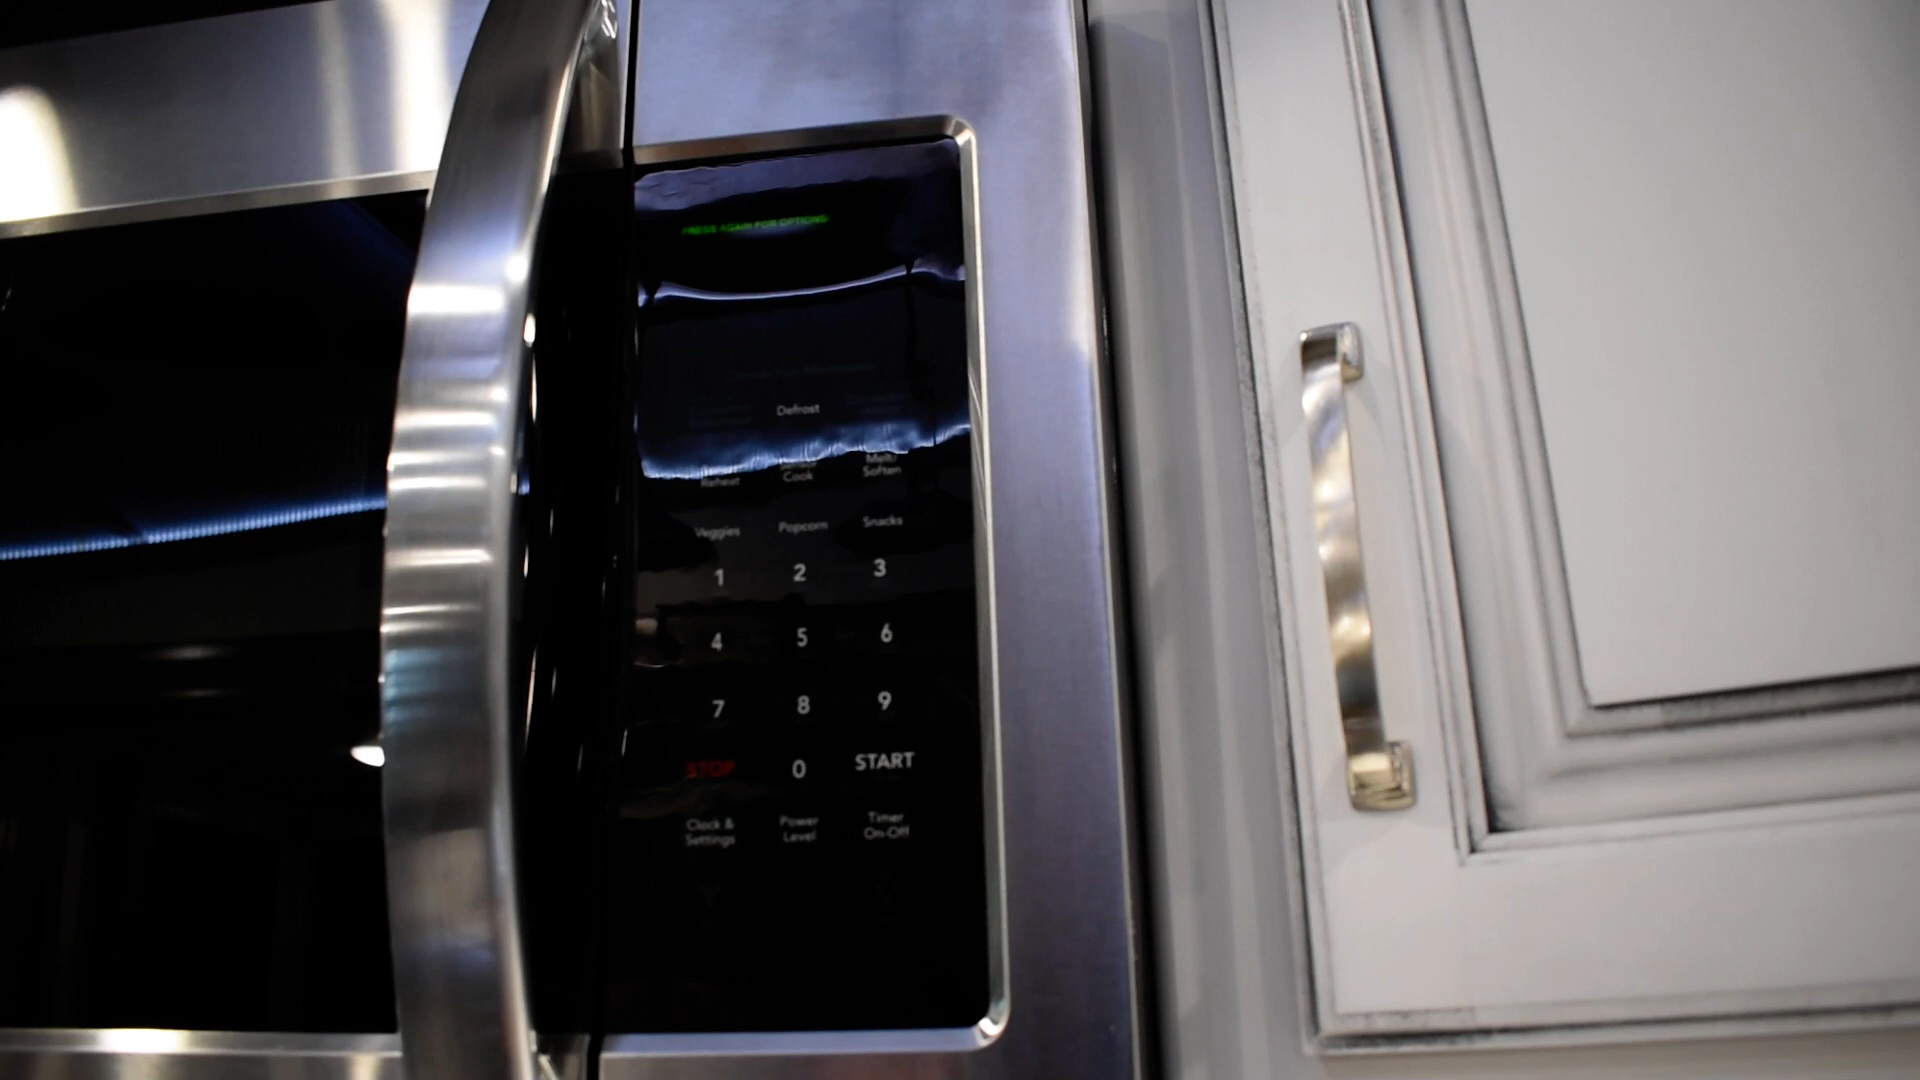 PRESS AGAIN FOR OPTIONS
Defrost
Reheat
Sensor
Cook
Melt/
Soften
Veggies Popcorn Snacks
1 2 3
4 5 6
7 8 9
STOP 0 START
Clock &
Settings
Power
Level
Timer
On-Off